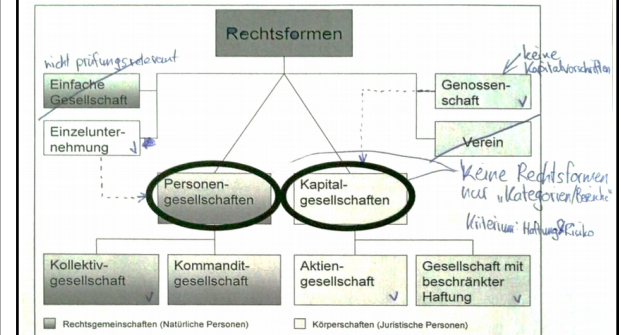 Rechtsformen
nicht prüfungsrelevant
keine
Kapitalvorschriften
Einfache
Gesellschaft
Genossen-
schaft
Einzelunter-
nehmung
Verein
Personen-
gesellschaften
Kapital-
gesellschaften
Keine Rechtsformen
nur „Kategorien/Bereiche"
Kriterium: Haftung & Risiko
Kollektiv-
gesellschaft
Kommandit-
gesellschaft
Aktien-
gesellschaft
Gesellschaft mit
beschränkter
Haftung
Rechtsgemeinschaften (Natürliche Personen)
Körperschaften (Juristische Personen)